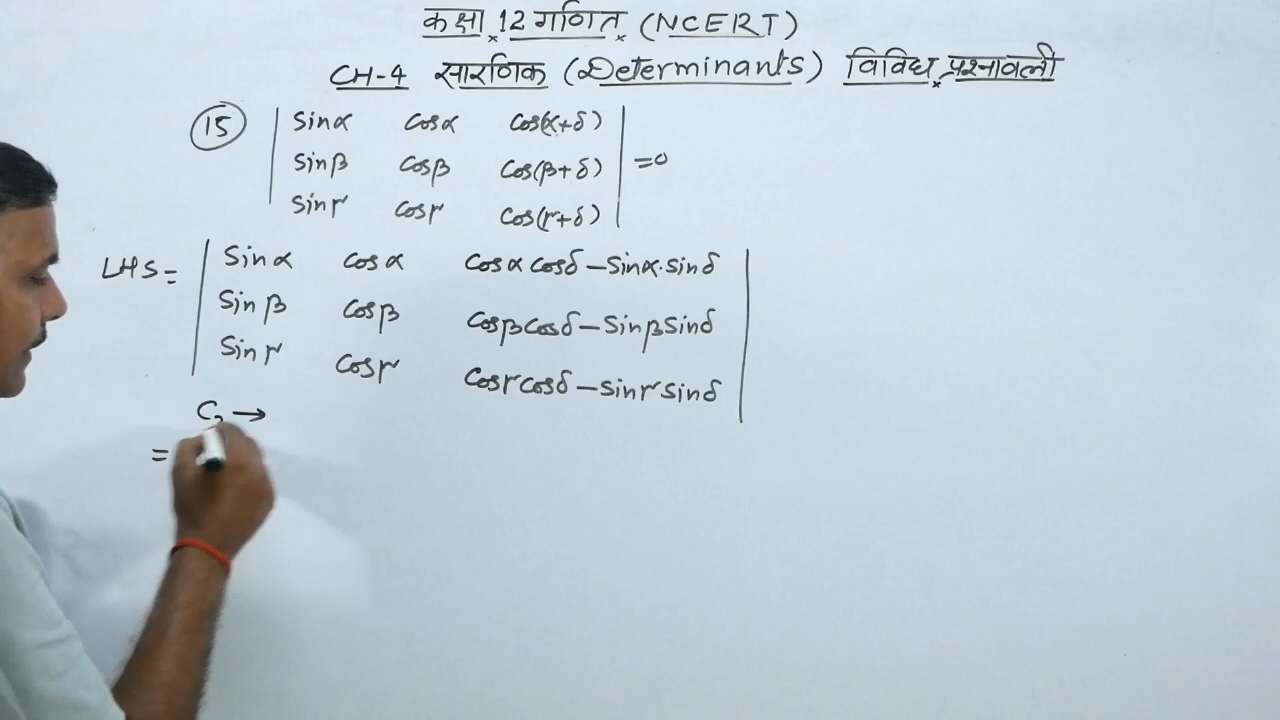 कक्षा 12 गणित (NCERT)
CH-4 सारणिक (Determinants) विविध प्रश्नावली
15 | Sinα Cosα Cos(α+δ) |
| Sinβ Cosβ Cos(β+δ) | =0
| Sinγ Cosγ Cos(γ+δ) |
LHS = | Sinα Cosα Cosα Cosδ – Sinα.Sinδ |
| Sinβ Cosβ Cosβ Cosδ – Sinβ Sinδ |
| Sinγ Cosγ Cosγ Cosδ – Sinγ Sinδ |
C →
=